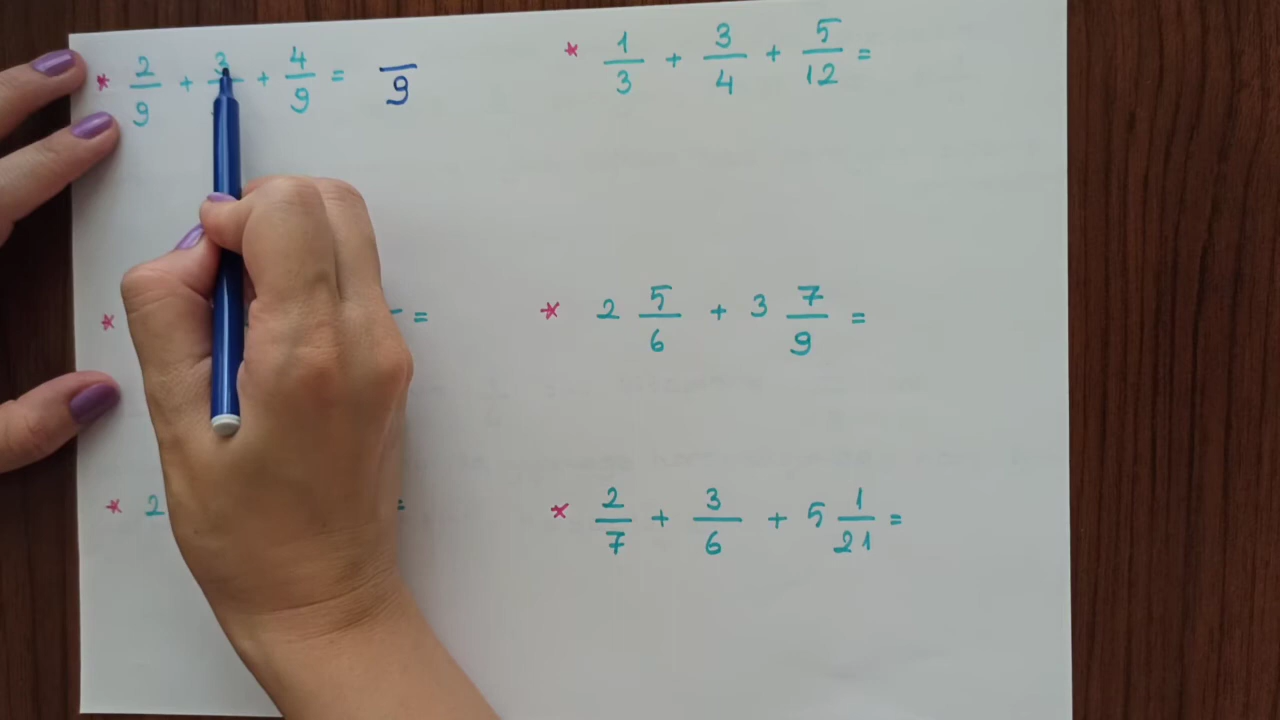 * 2/9 + 3/ + 4/9 = /9
* 1/3 + 3/4 + 5/12 =
* =
* 2 5/6 + 3 7/9 =
* 2 =
* 2/7 + 3/6 + 5 1/21 =